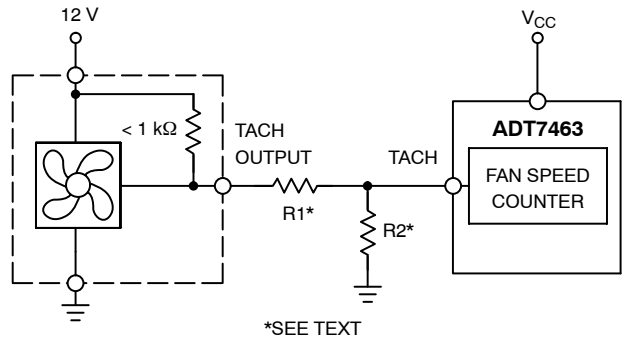 12 V
V_CC
< 1 kΩ
TACH
OUTPUT
R1*
R2*
TACH
ADT7463
FAN SPEED
COUNTER
*SEE TEXT